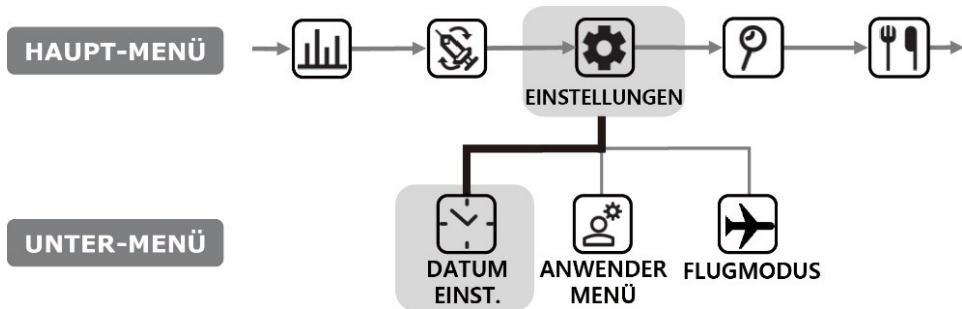 HAUPT-MENÜ
EINSTELLUNGEN
UNTER-MENÜ
DATUM
EINST.
ANWENDER
MENÜ
FLUGMODUS